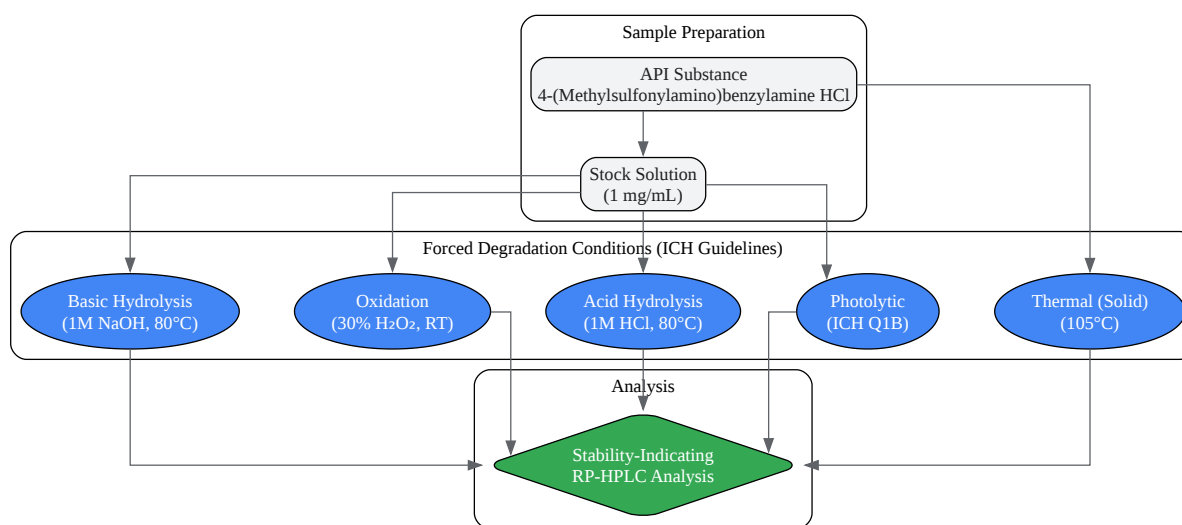 Sample Preparation
API Substance
4-(Methylsulfonylamino)benzylamine HCl
Stock Solution
(1 mg/mL)
Forced Degradation Conditions (ICH Guidelines)
Basic Hydrolysis
(1M NaOH, 80°C)
Oxidation
(30% H₂O₂, RT)
Acid Hydrolysis
(1M HCl, 80°C)
Photolytic
(ICH Q1B)
Thermal (Solid)
(105°C)
Analysis
Stability-Indicating
RP-HPLC Analysis